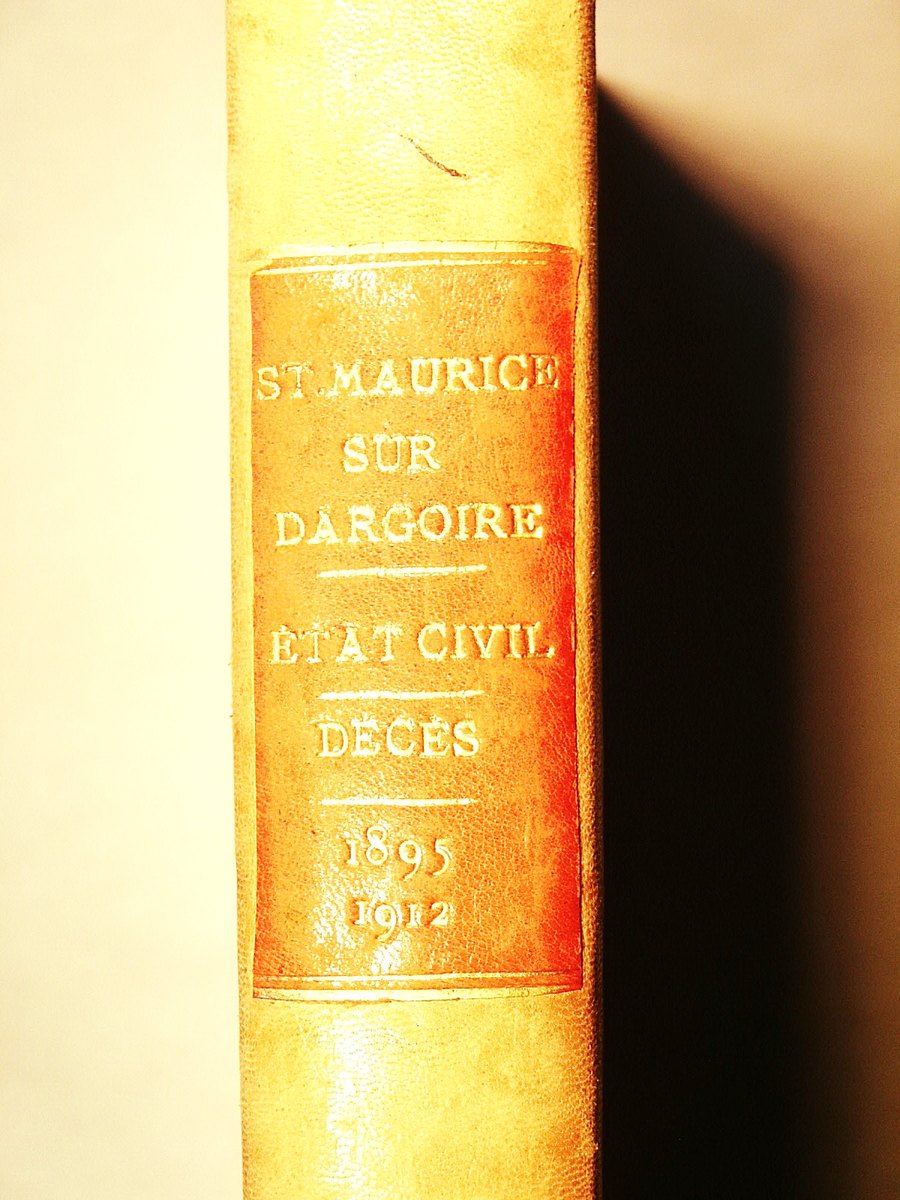 ST.MAURICE
SUR
DARGOIRE
ÉTAT CIVIL
DÉCÈS
1895
1912